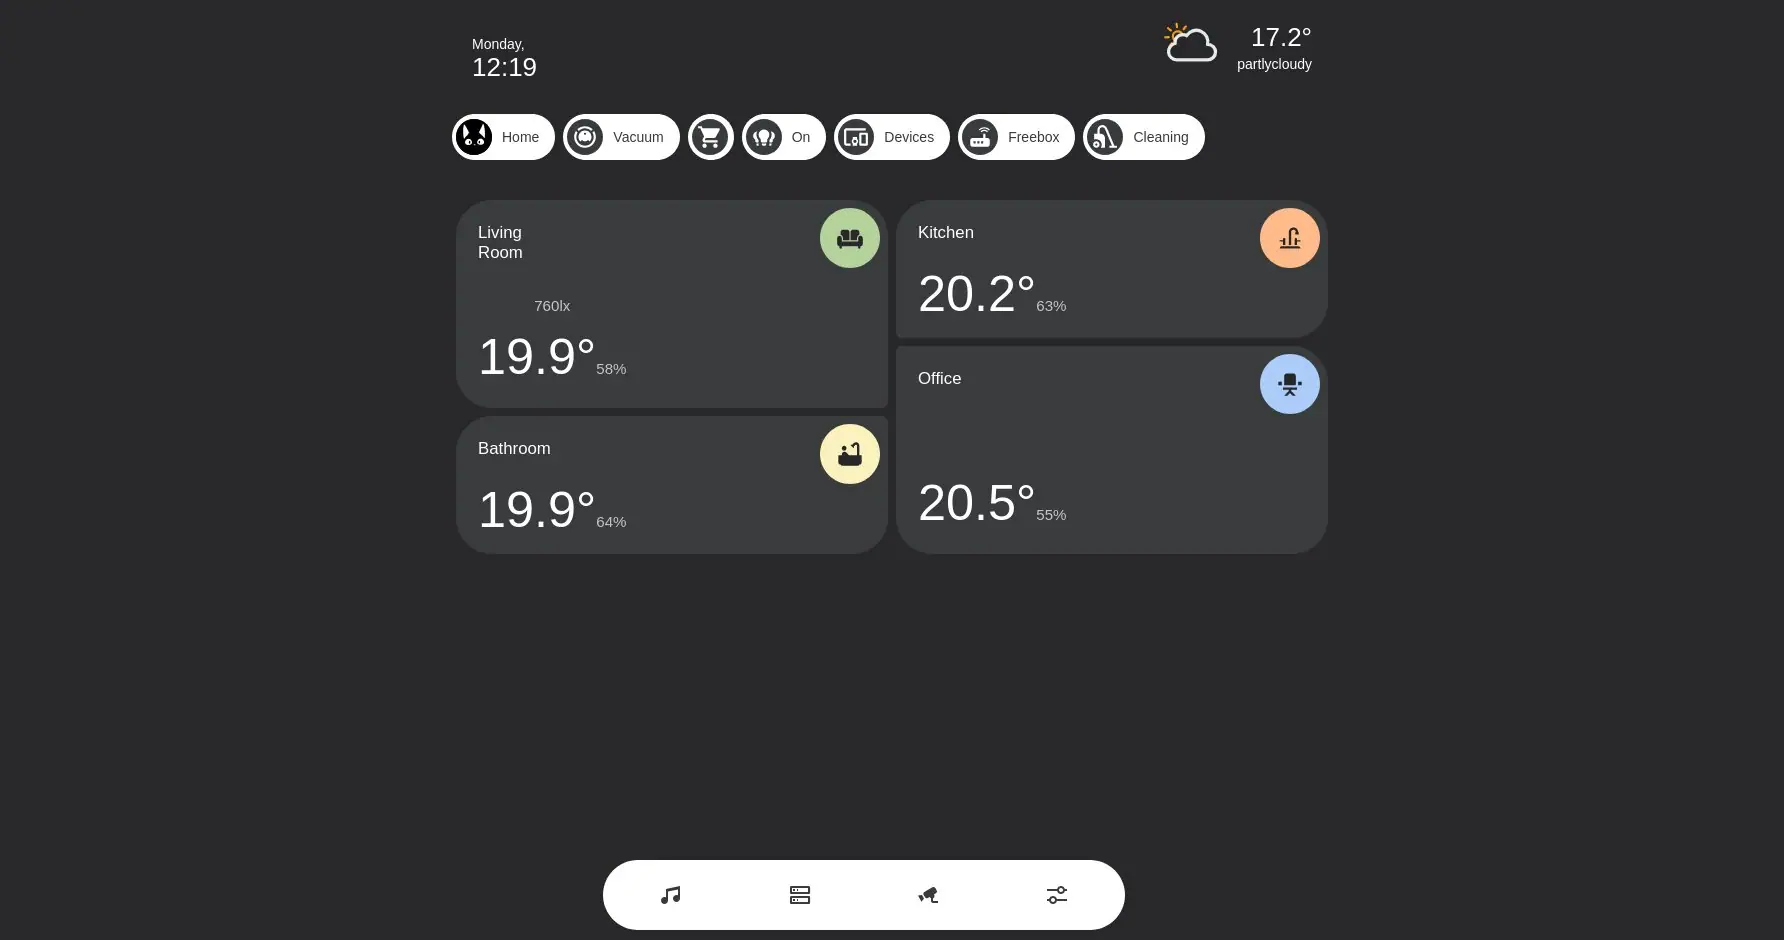 Monday,
12:19
17.2°
partlycloudy
Home
Vacuum
On
Devices
Freebox
Cleaning
Living
Room
760lx
19.9° 58%
Kitchen
20.2° 63%
Bathroom
19.9° 64%
Office
20.5° 55%